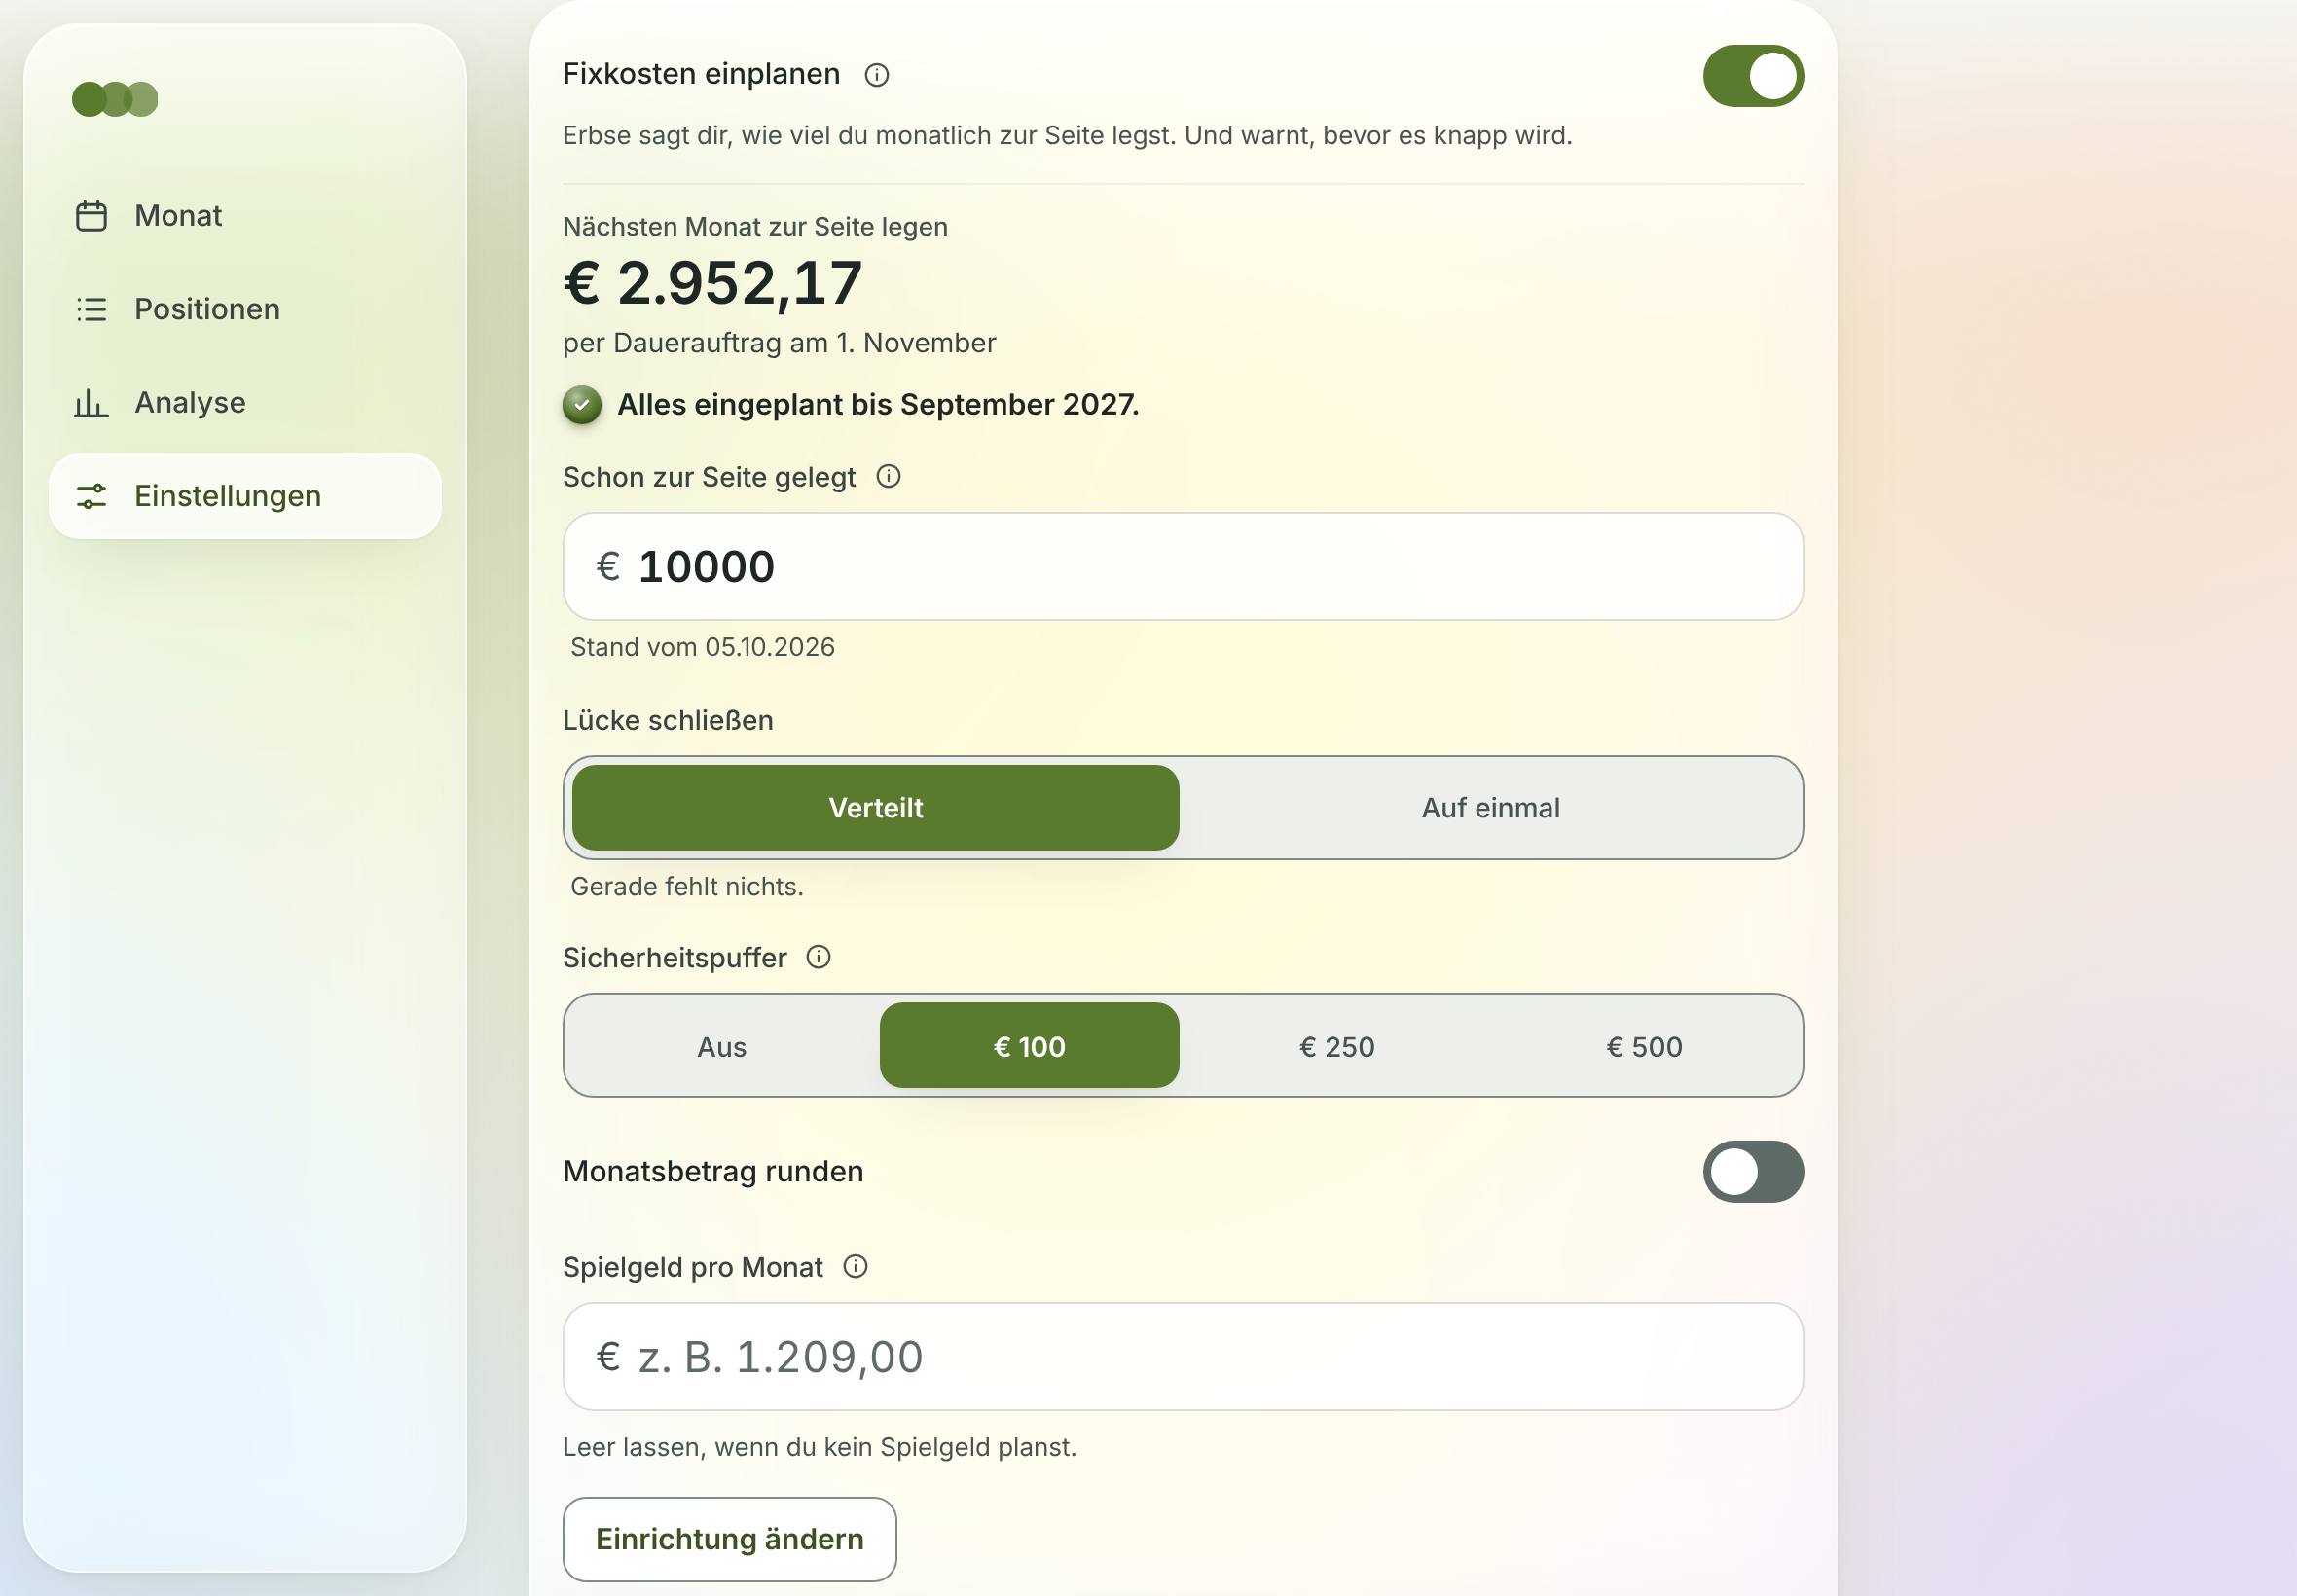 Monat
Positionen
Analyse
Einstellungen
Fixkosten einplanen
Erbse sagt dir, wie viel du monatlich zur Seite legst. Und warnt, bevor es knapp wird.
Nächsten Monat zur Seite legen
€ 2.952,17
per Dauerauftrag am 1. November
Alles eingeplant bis September 2027.
Schon zur Seite gelegt
€ 10000
Stand vom 05.10.2026
Lücke schließen
Verteilt Auf einmal
Gerade fehlt nichts.
Sicherheitspuffer
Aus € 100 € 250 € 500
Monatsbetrag runden
Spielgeld pro Monat
€ z. B. 1.209,00
Leer lassen, wenn du kein Spielgeld planst.
Einrichtung ändern